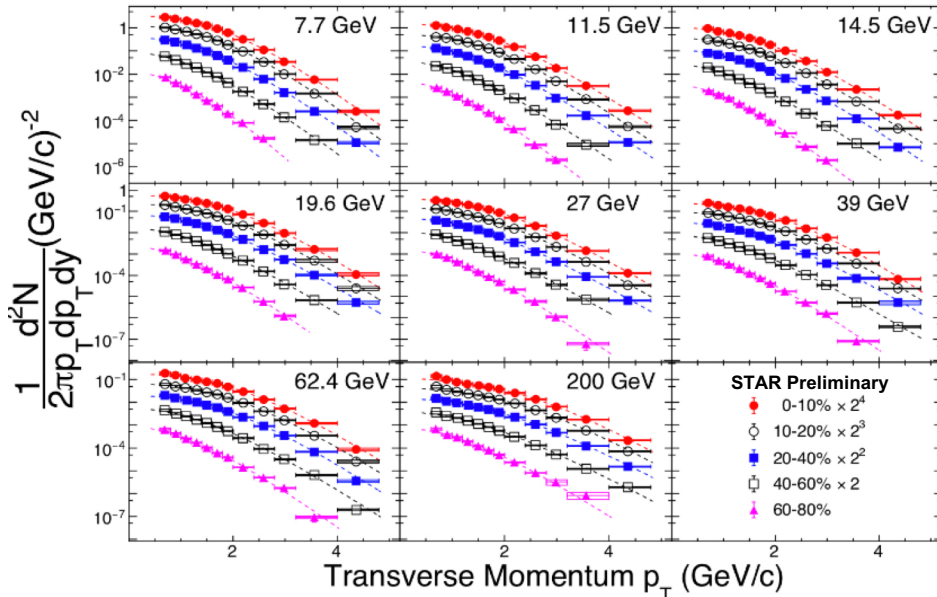 7.7 GeV
11.5 GeV
14.5 GeV
1
10⁻²
10⁻⁴
10⁻⁶
19.6 GeV
27 GeV
39 GeV
1
10⁻¹
10⁻⁴
10⁻⁷
62.4 GeV
200 GeV
10⁻¹
10⁻⁴
10⁻⁷
1/2πp_T d²N/dp_T dy (GeV/c)⁻²
STAR Preliminary
0-10% × 2⁴
10-20% × 2³
20-40% × 2²
40-60% × 2
60-80%
2 4 2 4 2 4
Transverse Momentum p_T (GeV/c)